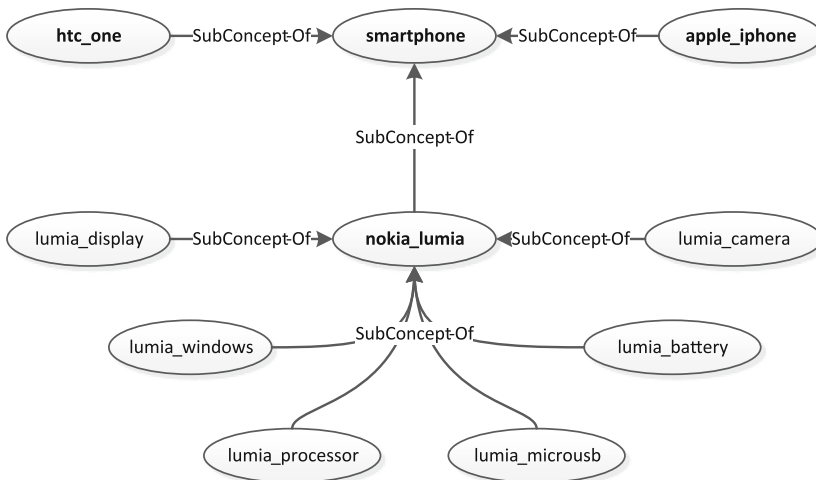 htc_one SubConcept-Of smartphone SubConcept-Of apple_iphone
SubConcept-Of
lumia_display SubConcept-Of nokia_lumia SubConcept-Of lumia_camera
SubConcept-Of
lumia_windows lumia_battery
lumia_processor lumia_microusb